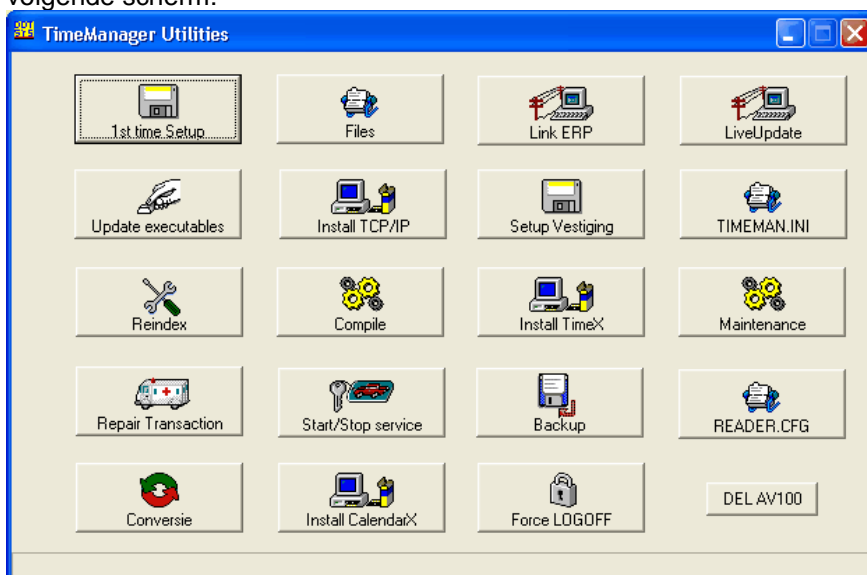 volgende scherm:
TimeManager Utilities
1st time Setup
Files
Link ERP
LiveUpdate
Update executables
Install TCP/IP
Setup Vestiging
TIMEMAN.INI
Reindex
Compile
Install TimeX
Maintenance
Repair Transaction
Start/Stop service
Backup
READER.CFG
Conversie
Install CalendarX
Force LOGOFF
DEL AV100